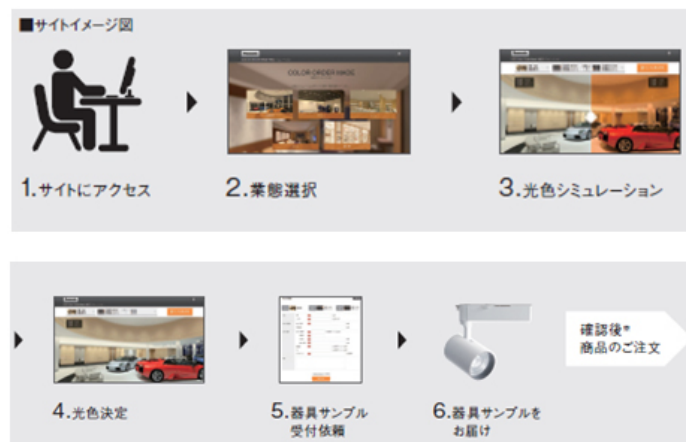 ■サイトイメージ図
COLOR ORDER MADE
1.サイトにアクセス
2.業態選択
3.光色シミュレーション
4.光色決定
5.器具サンプル
受付依頼
6.器具サンプルを
お届け
確認後※
商品のご注文